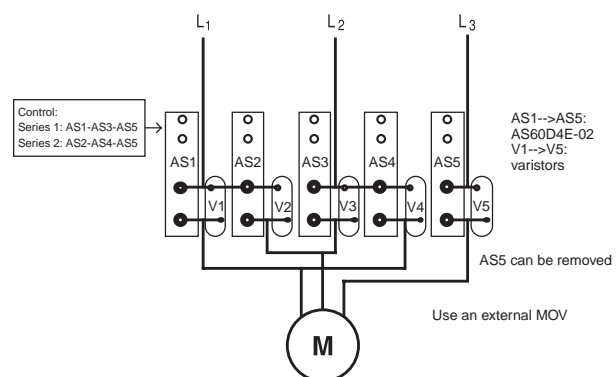 L1 L2 L3
Control:
Series 1: AS1-AS3-AS5
Series 2: AS2-AS4-AS5
AS1 AS2 AS3 AS4 AS5
AS1-->AS5:
AS60D4E-02
V1-->V5:
varistors
V1 V2 V3 V4 V5
AS5 can be removed
Use an external MOV
M